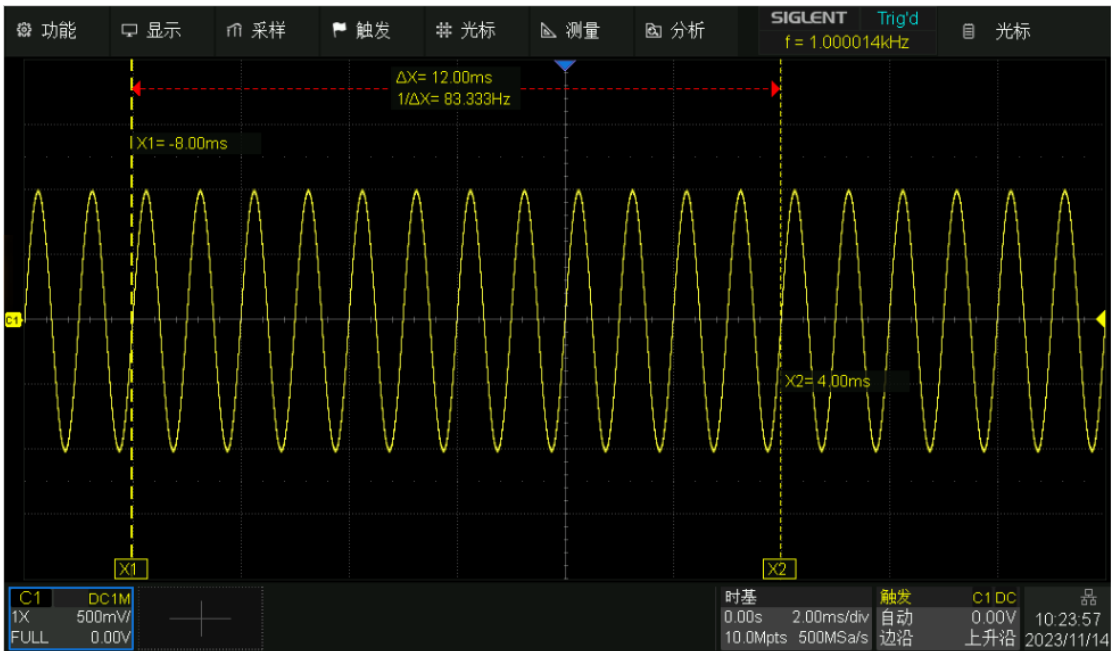 功能 显示 采样 触发 光标 测量 分析 SIGLENT Trig'd
f = 1.000014kHz
光标
ΔX= 12.00ms
1/ΔX= 83.333Hz
X1= -8.00ms
C1
X2= 4.00ms
X1
X2
C1 DC1M
1X 500mV/
FULL 0.00V
时基
0.00s 2.00ms/div
10.0Mpts 500MSa/s
触发 C1 DC
自动 0.00V
边沿 上升沿
10:23:57
2023/11/14